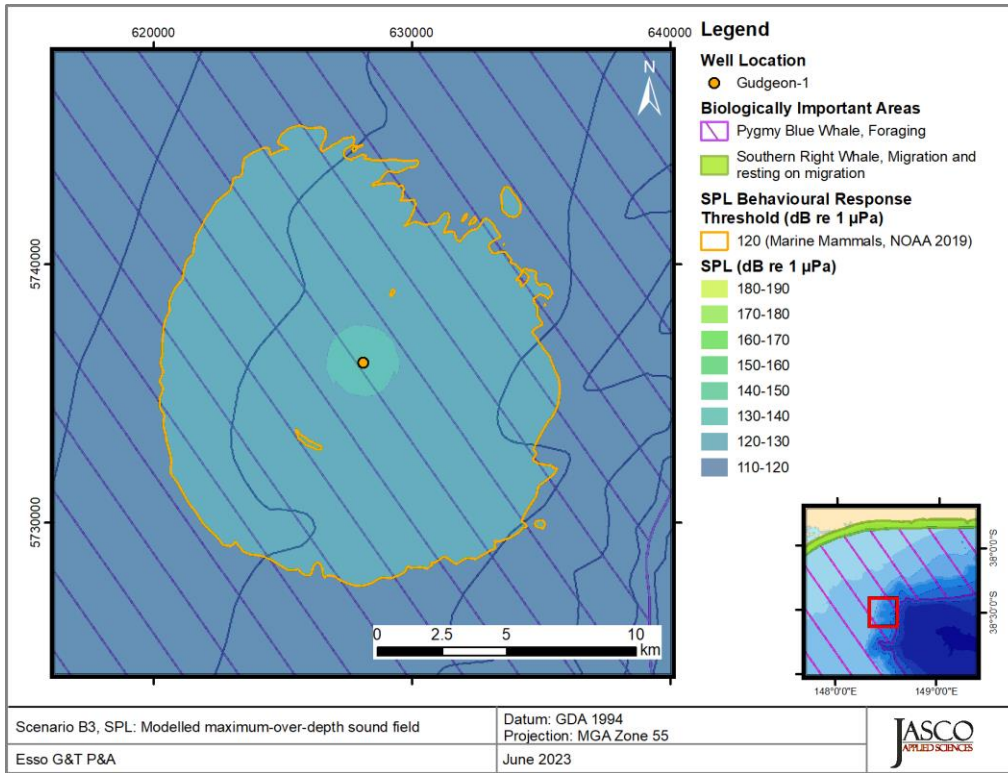 620000
630000
640000
5740000
5730000
N
0 2.5 5 10
km
Legend
Well Location
Gudgeon-1
Biologically Important Areas
Pygmy Blue Whale, Foraging
Southern Right Whale, Migration and
resting on migration
SPL Behavioural Response
Threshold (dB re 1 µPa)
120 (Marine Mammals, NOAA 2019)
SPL (dB re 1 µPa)
180-190
170-180
160-170
150-160
140-150
130-140
120-130
110-120
38°0'0"S
38°30'0"S
148°0'0"E 149°0'0"E
Scenario B3, SPL: Modelled maximum-over-depth sound field
Datum: GDA 1994
Projection: MGA Zone 55
Esso G&T P&A
June 2023
JASCO
APPLIED SCIENCES